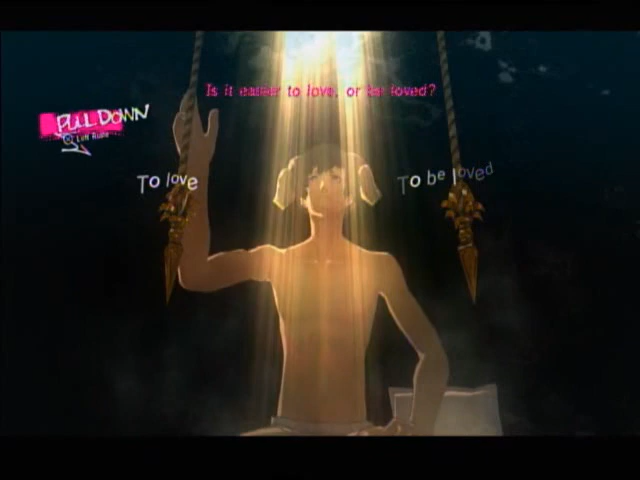 Is it easier to love, or be loved?
PULL DOWN
To love
To be loved